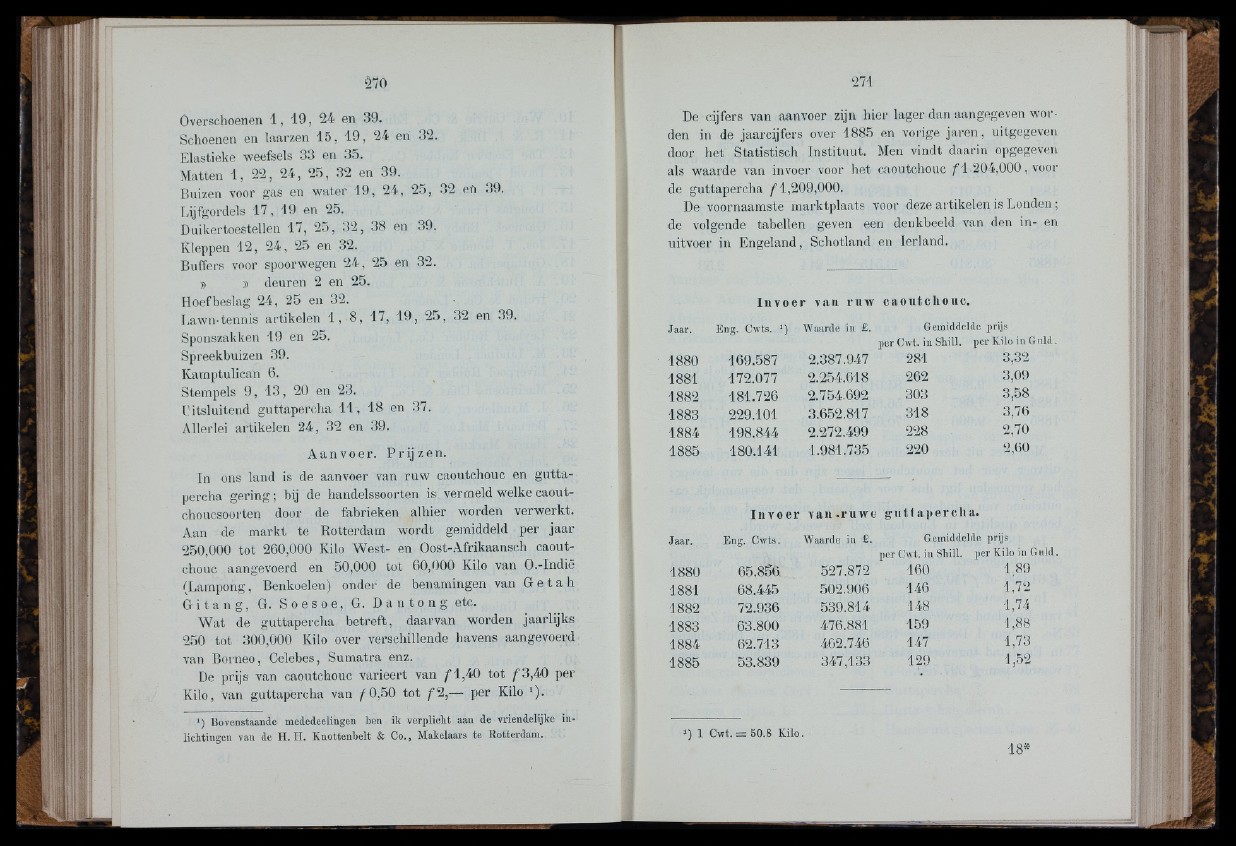 270
Overschoenen 1, 19, 24 en 39.
Schoenen en laarzen 15, 19, 24 en 32.
Elastieke weefsels 33 en 35.
Matten 1, 22, 24, 25, 32 en 39.
Buizen voor gas en water 19, 24, 25, 32 en 39.
Lijfgordels 17, 19 en 25.
Duikertoestellen 17, 25, 32, 38 en 39.
Kleppen 12, 24, 25 en 32.
Buffers voor spoorwegen 24, 25 en 32.
» » deuren 2 en 25.
Hoefbeslag 24, 25 en 32.
Lawn-tennis artikelen 1, 8, 17, 19, 25, 32 en 39.
Sponszakken 19 en 25.
Spreekbuizen 39.
Kamptulican 6.
Stempels 9, 13, 20 en 23.
Uitsluitend guttapercha 11, 18 en 37.
Allerlei artikelen 24, 32 en 39.
Aanvoer. Prijzen.
In ons land is de aanvoer van ruw caoutchouc en gutta-
percha gering; bij de handelssoorten is vermeld welke caout-
choucsoorten door de fabrieken alhier worden verwerkt.
Aan de markt te Rotterdam wordt gemiddeld per jaar
250,000 tot 260,000 Kilo West- en Oost-Afrikaansch caout-
chouc aangevoerd en 50,000 tot 60,000 Kilo van O.-Indië
(Lampong, Benkoelen) onder de benamingen van Getah
Gitang, G. Soesoe, G. Dantong etc.
Wat de guttapercha betreft, daarvan worden jaarlijks
250 tot 300,000 Kilo over verschillende havens aangevoerd
van Borneo, Celebes, Sumatra enz.
De prijs van caoutchouc varieert van ƒ 1,40 tot ƒ 3,40 per
Kilo, van guttapercha van ƒ 0,50 tot ƒ 2,— per Kilo ¹).
¹) Bovenstaande mededeelingen ben ik verplicht aan de vriendelijke in-
lichtingen van de H. H. Knottenbelt & Co., Makelaars te Rotterdam.
271
De cijfers van aanvoer zijn hier lager dan aangegeven wor-
den in de jaarcijfers over 1885 en vorige jaren, uitgegeven
door het Statistisch Instituut. Men vindt daarin opgegeven
als waarde van invoer voor het caoutchouc ƒ 1.204,000, voor
de guttapercha ƒ 1,209,000.
De voornaamste marktplaats voor deze artikelen is Londen;
de volgende tabellen geven een denkbeeld van den in- en
uitvoer in Engeland, Schotland en Ierland.
Invoer van ruw caoutchouc.
Jaar. Eng. Cwts. ¹) Waarde in £. Gemiddelde prijs
per Cwt. in Shill. per Kilo in Guld.
1880 169.587 2.387.947 281 3,32
1881 172.077 2.254.618 262 3,09
1882 181.726 2.754.692 303 3,58
1883 229.101 3.652.817 318 3,76
1884 198.844 2.272.499 228 2,70
1885 180.141 1.981.735 220 2,60
Invoer van ruwe guttapercha.
Jaar. Eng. Cwts. Waarde in £. Gemiddelde prijs
per Cwt. in Shill. per Kilo in Guld.
1880 65.856 527.872 160 1,89
1881 68.445 502.906 146 1,72
1882 72.936 539.814 148 1,74
1883 63.800 476.881 159 1,88
1884 62.713 462.746 147 1,73
1885 53.839 347,133 129 1,52
¹) 1 Cwt. = 50.8 Kilo.
18*